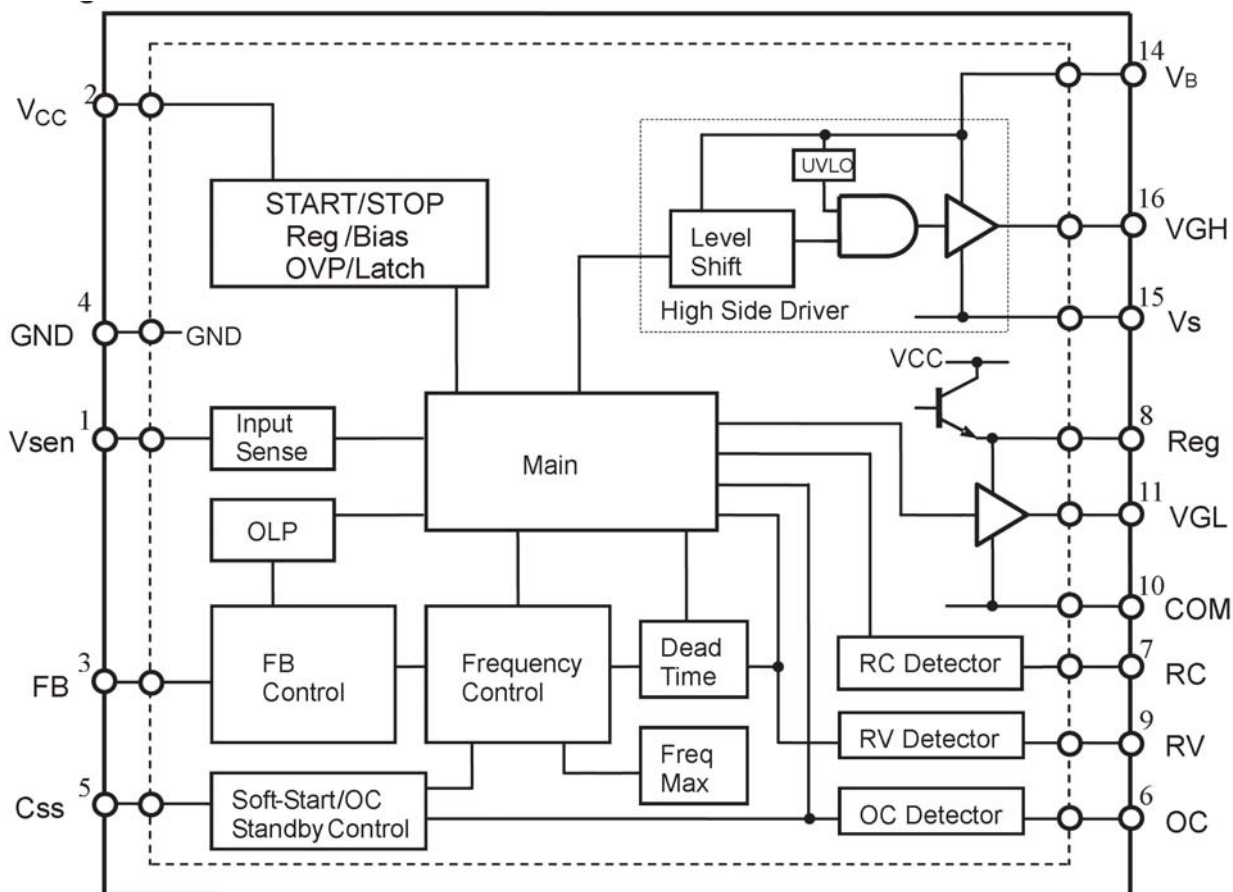 2
VCC
14
VB
UVLO
START/STOP
Reg /Bias
OVP/Latch
Level
Shift
16
VGH
High Side Driver
4
GND
GND
15
Vs
VCC
1
Vsen
Input
Sense
8
Reg
Main
OLP
11
VGL
10
COM
3
FB
FB
Control
Frequency
Control
Dead
Time
RC Detector
7
RC
Freq
Max
RV Detector
9
RV
5
Css
Soft-Start/OC
Standby Control
OC Detector
6
OC